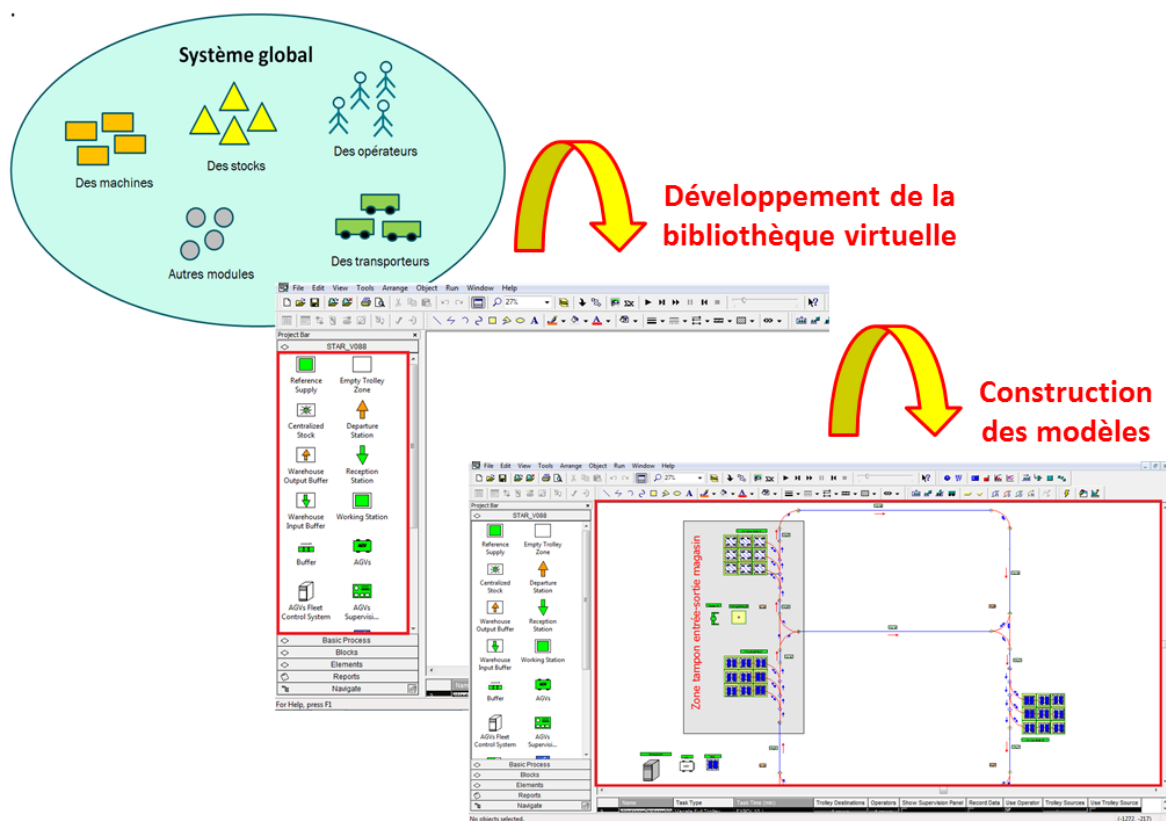 .
Système global
Des machines
Des stocks
Des opérateurs
Autres modules
Des transporteurs
Développement de la
bibliothèque virtuelle
Construction
des modèles
File Edit View Tools Arrange Object Run Window Help
27%
Project Bar
STAR_V088
Reference
Supply
Empty Trolley
Zone
Centralized
Stock
Departure
Station
Warehouse
Output Buffer
Reception
Station
Warehouse
Input Buffer
Working Station
Buffer
AGVs
AGVs Fleet
Control System
AGVs
Supervisi...
Basic Process
Blocks
Elements
Reports
Navigate
For Help, press F1
File Edit View Tools Arrange Object Run Window Help
27%
Project Bar
STAR_V088
Reference
Supply
Empty Trolley
Zone
Centralized
Stock
Departure
Station
Warehouse
Output Buffer
Reception
Station
Warehouse
Input Buffer
Working Station
Buffer
AGVs
AGVs Fleet
Control System
AGVs
Supervisi...
Basic Process
Blocks
Elements
Reports
Navigate
Zone tampon entrée-sortie magasin
Name Task Type Task Time (min) Trolley Destinations Operators Show Supervision Panel Record Data Use Operator Trolley Sources Use Trolley Source
No objects selected.
(-1272, -217)